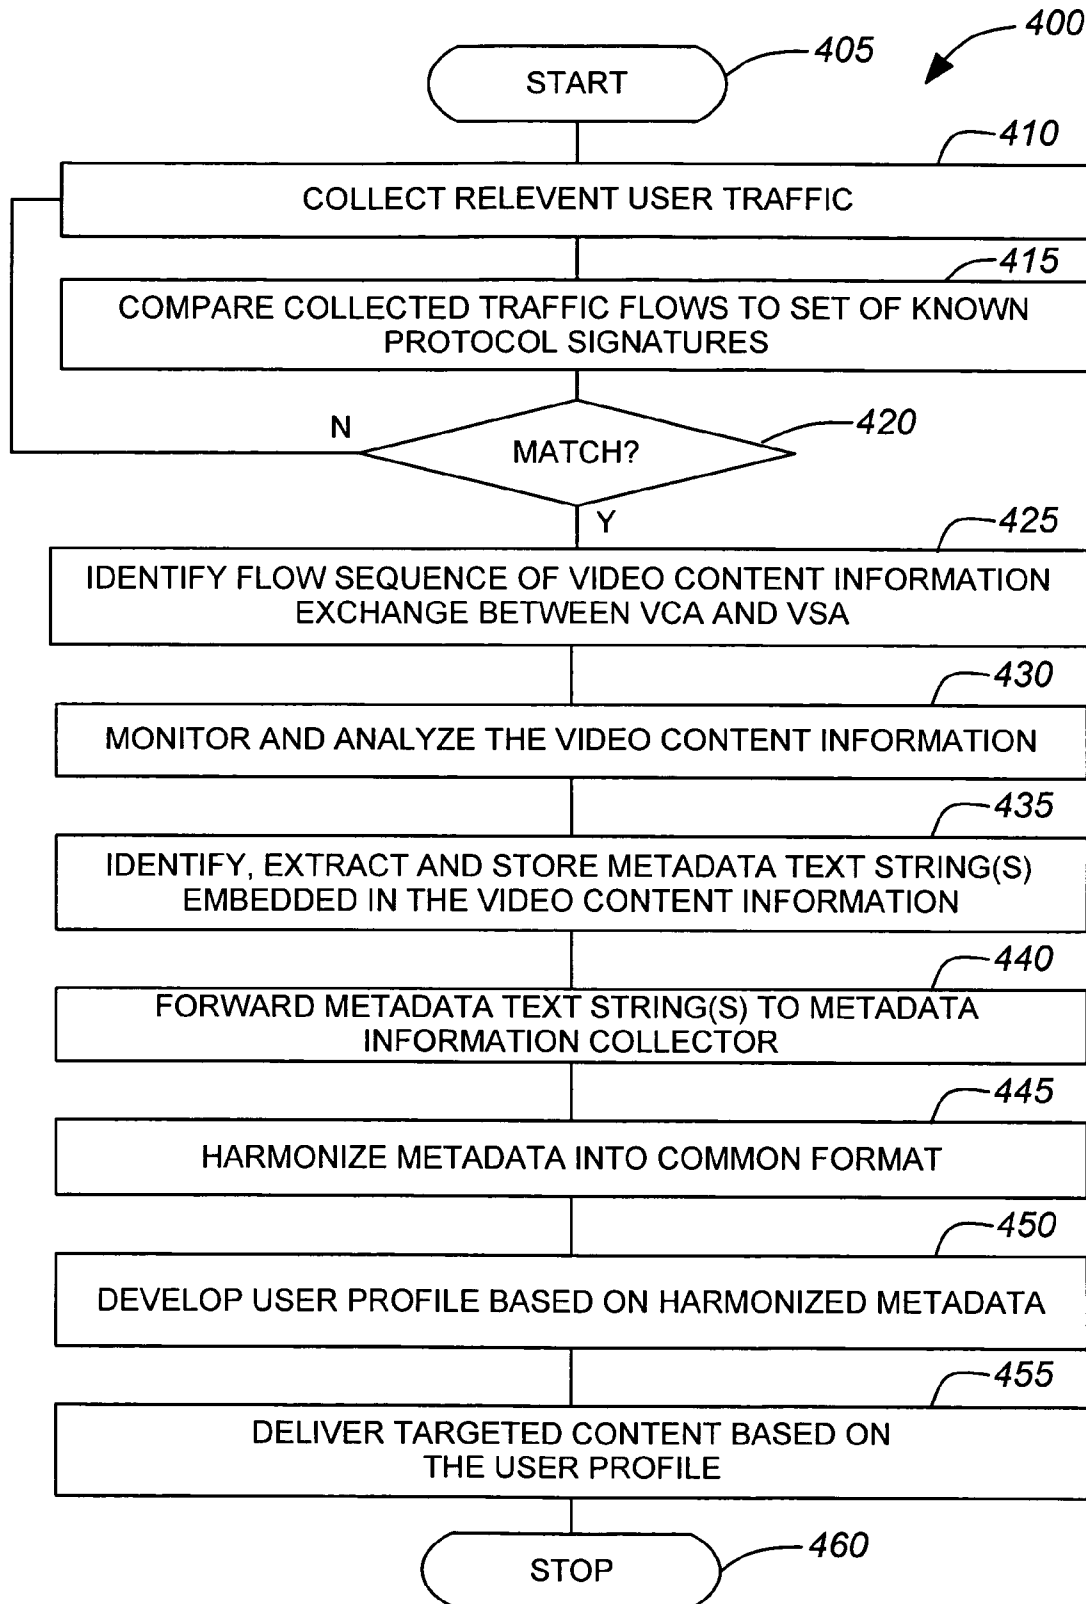 400
START
405
410
COLLECT RELEVENT USER TRAFFIC
415
COMPARE COLLECTED TRAFFIC FLOWS TO SET OF KNOWN
PROTOCOL SIGNATURES
420
N
MATCH?
Y
425
IDENTIFY FLOW SEQUENCE OF VIDEO CONTENT INFORMATION
EXCHANGE BETWEEN VCA AND VSA
430
MONITOR AND ANALYZE THE VIDEO CONTENT INFORMATION
435
IDENTIFY, EXTRACT AND STORE METADATA TEXT STRING(S)
EMBEDDED IN THE VIDEO CONTENT INFORMATION
440
FORWARD METADATA TEXT STRING(S) TO METADATA
INFORMATION COLLECTOR
445
HARMONIZE METADATA INTO COMMON FORMAT
450
DEVELOP USER PROFILE BASED ON HARMONIZED METADATA
455
DELIVER TARGETED CONTENT BASED ON
THE USER PROFILE
STOP
460